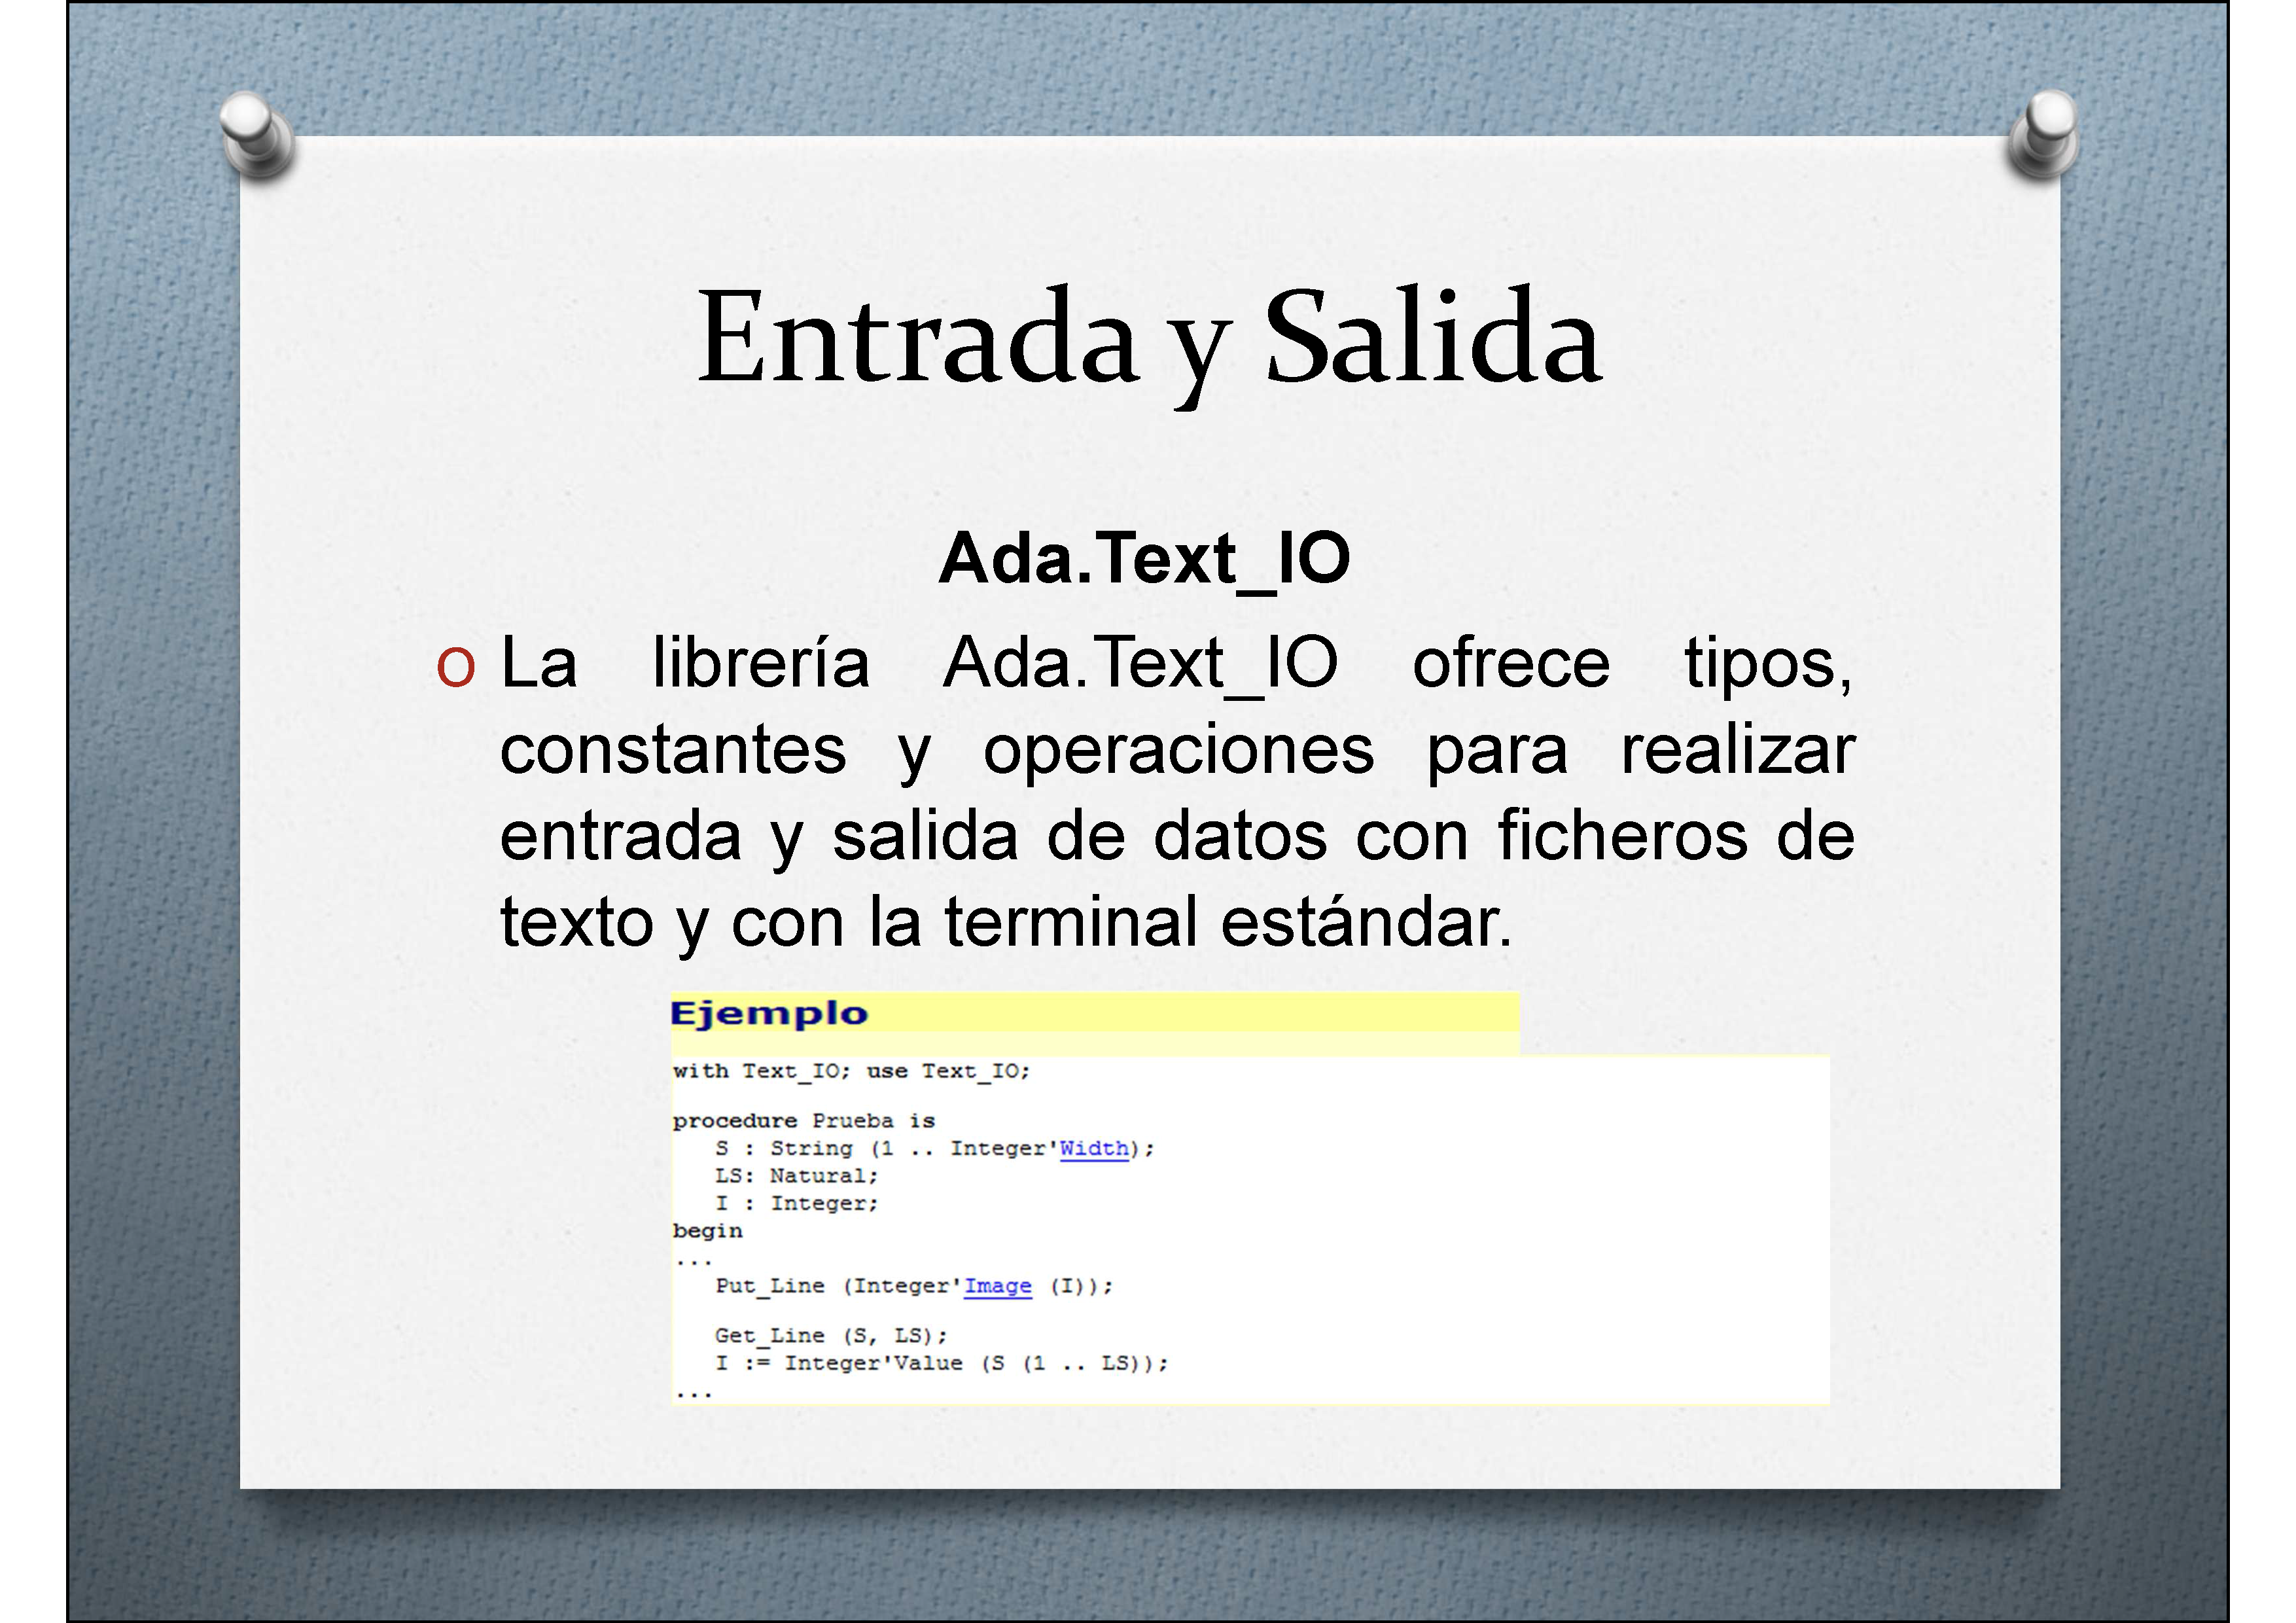 Entrada y Salida
Ada.Text_IO
O La librería Ada.Text_IO ofrece tipos,
constantes y operaciones para realizar
entrada y salida de datos con ficheros de
texto y con la terminal estándar.
Ejemplo
with Text_IO; use Text_IO;
procedure Prueba is
S : String (1 .. Integer'Width);
LS: Natural;
I : Integer;
begin
...
Put_Line (Integer'Image (I));
Get_Line (S, LS);
I := Integer'Value (S (1 .. LS));
...